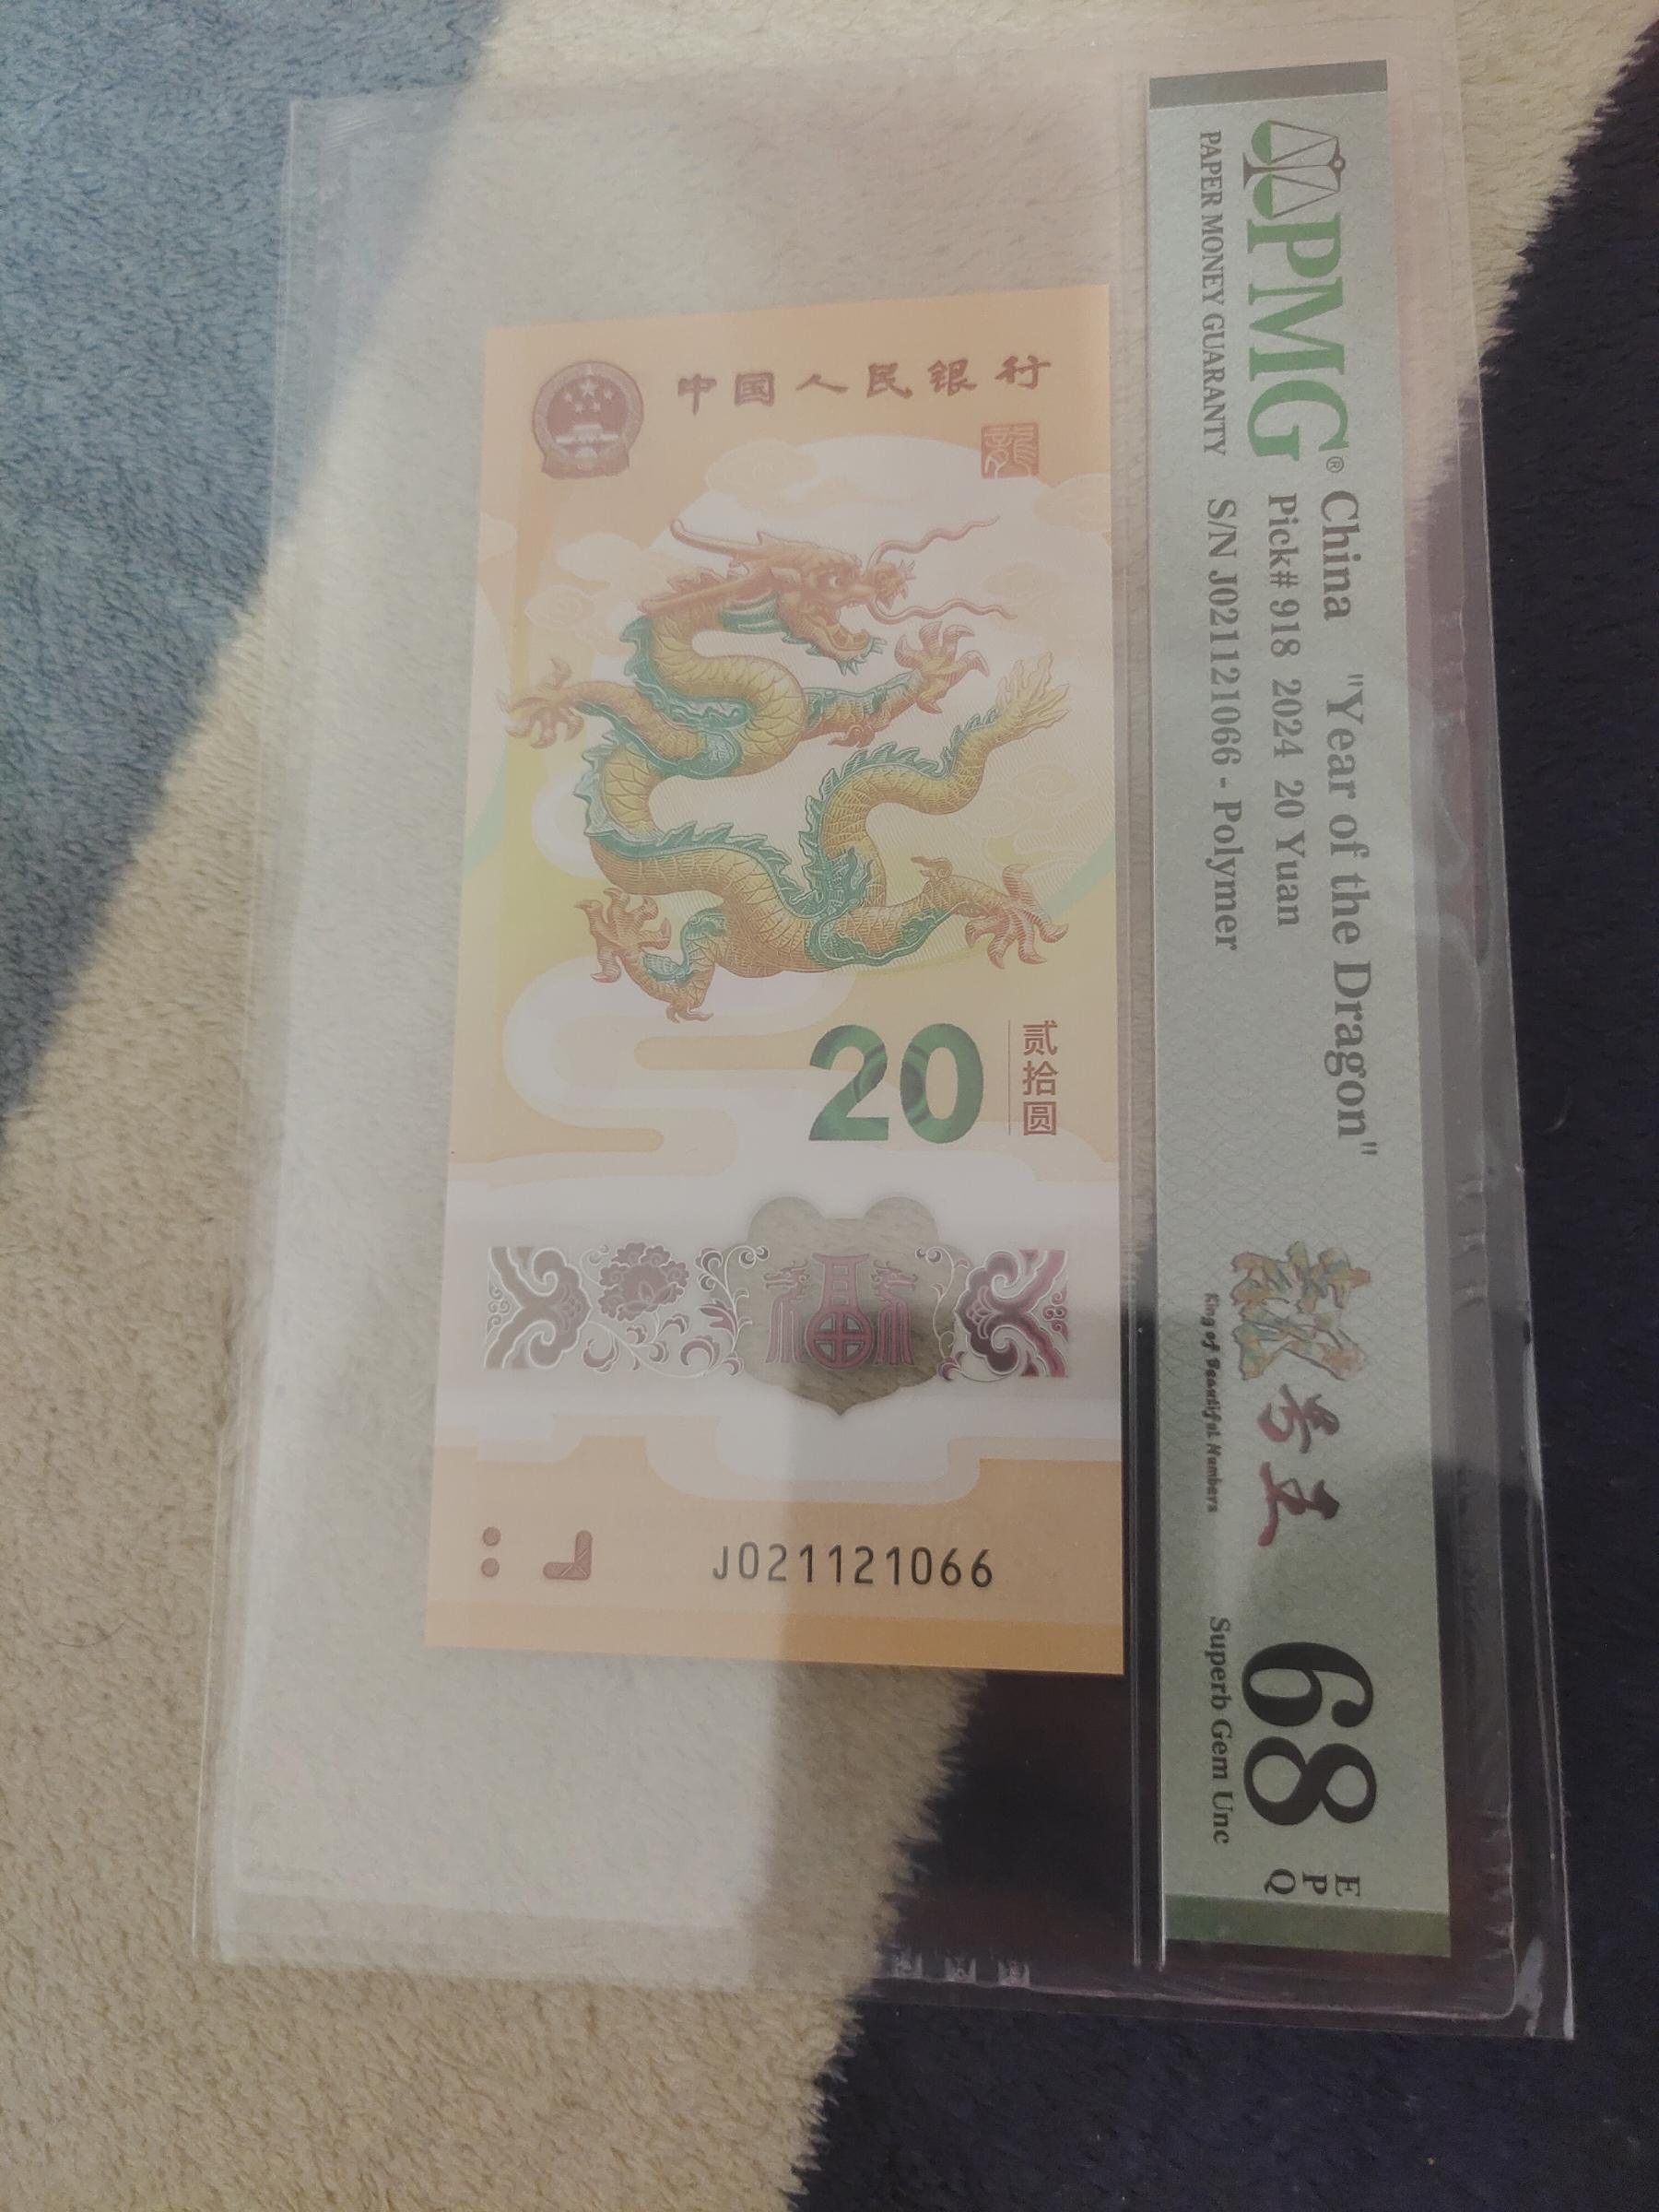 中国人民银行
龍
20
贰拾圆
福
J021121066
PMG®
PAPER MONEY GUARANTY
China "Year of the Dragon"
Pick# 918 2024 20 Yuan
S/N J021121066 - Polymer
靓号王
King of Beautiful Numbers
68 EPQ
Superb Gem Unc